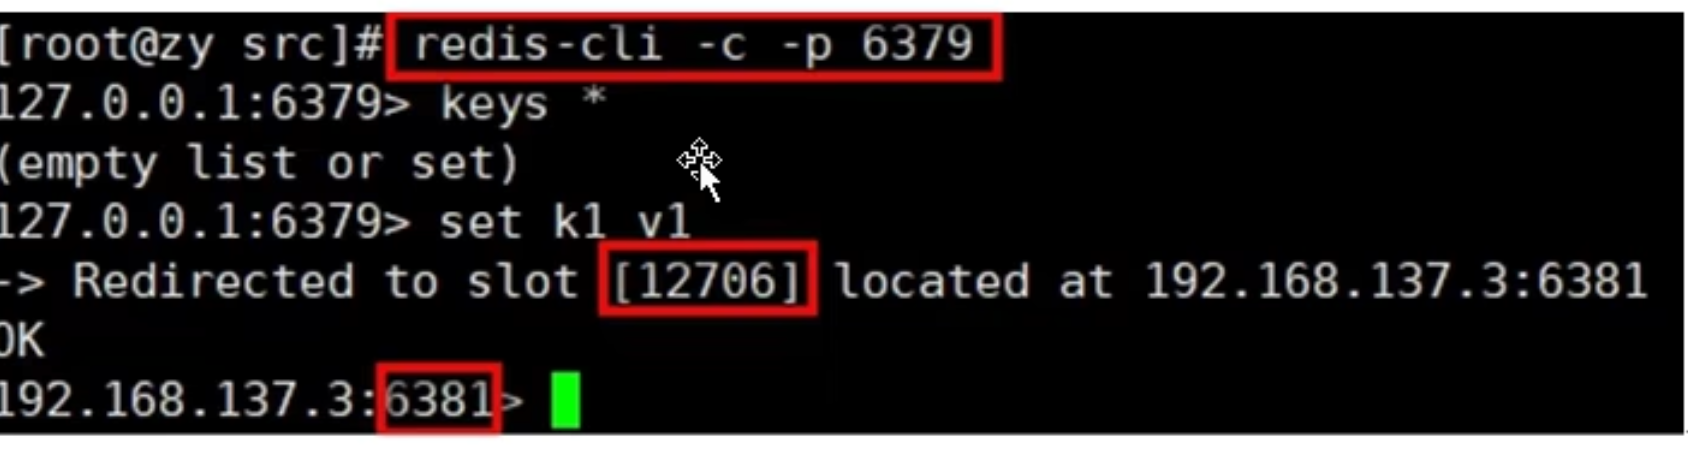 [root@zy src]# redis-cli -c -p 6379
127.0.0.1:6379> keys *
(empty list or set)
127.0.0.1:6379> set k1 v1
-> Redirected to slot [12706] located at 192.168.137.3:6381
OK
192.168.137.3:6381>